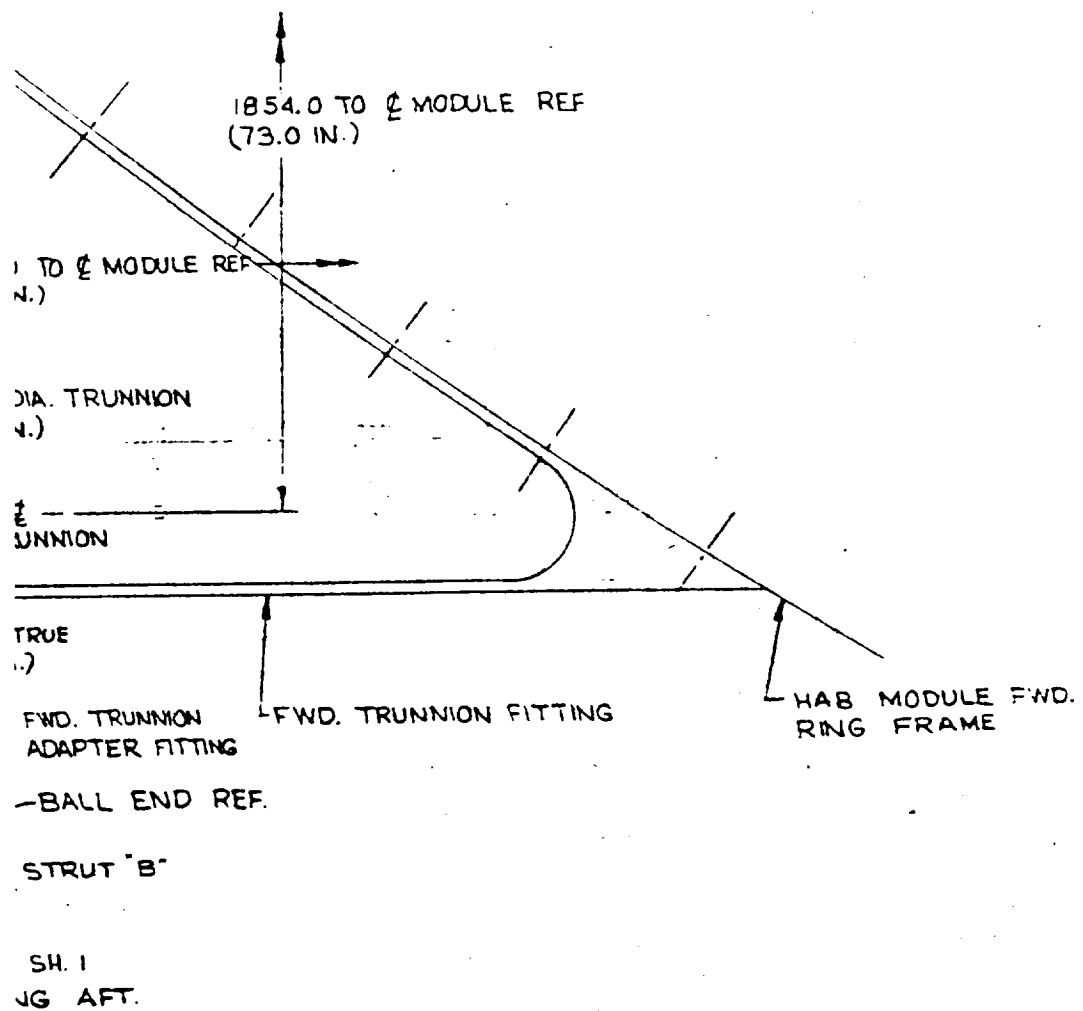 1854.0 TO ℄ MODULE REF
(73.0 IN.)
TO ℄ MODULE REF
N.)
DIA. TRUNNION
N.)
℄
UNNION
TRUE
.)
FWD. TRUNNION
ADAPTER FITTING
FWD. TRUNNION FITTING
HAB MODULE FWD.
RING FRAME
BALL END REF.
STRUT "B"
SH. 1
NG AFT.